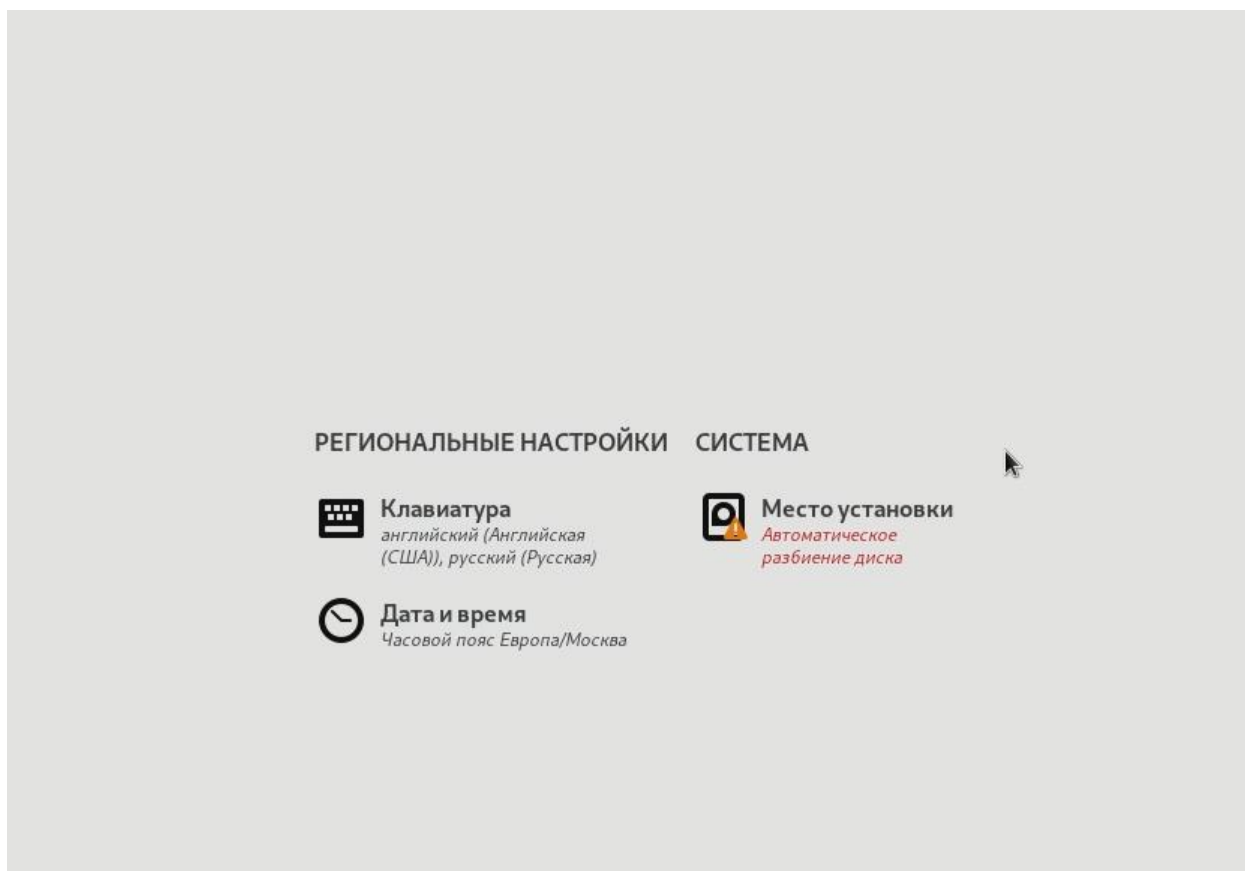 РЕГИОНАЛЬНЫЕ НАСТРОЙКИ
Клавиатура
английский (Английская
(США)), русский (Русская)
Дата и время
Часовой пояс Европа/Москва
СИСТЕМА
Место установки
Автоматическое
разбиение диска